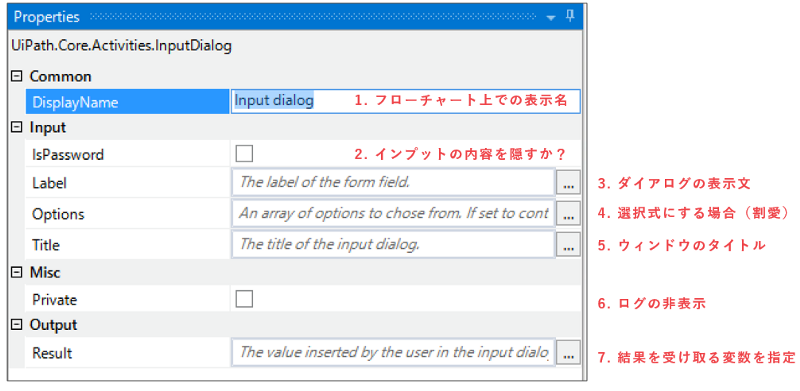 Properties
UiPath.Core.Activities.InputDialog
Common
DisplayName Input dialog 1. フローチャート上での表示名
Input
IsPassword 2. インプットの内容を隠すか？
Label The label of the form field. ... 3. ダイアログの表示文
Options An array of options to chose from. If set to cont ... 4. 選択式にする場合（割愛）
Title The title of the input dialog. ... 5. ウィンドウのタイトル
Misc
Private 6. ログの非表示
Output
Result The value inserted by the user in the input dialo ... 7. 結果を受け取る変数を指定